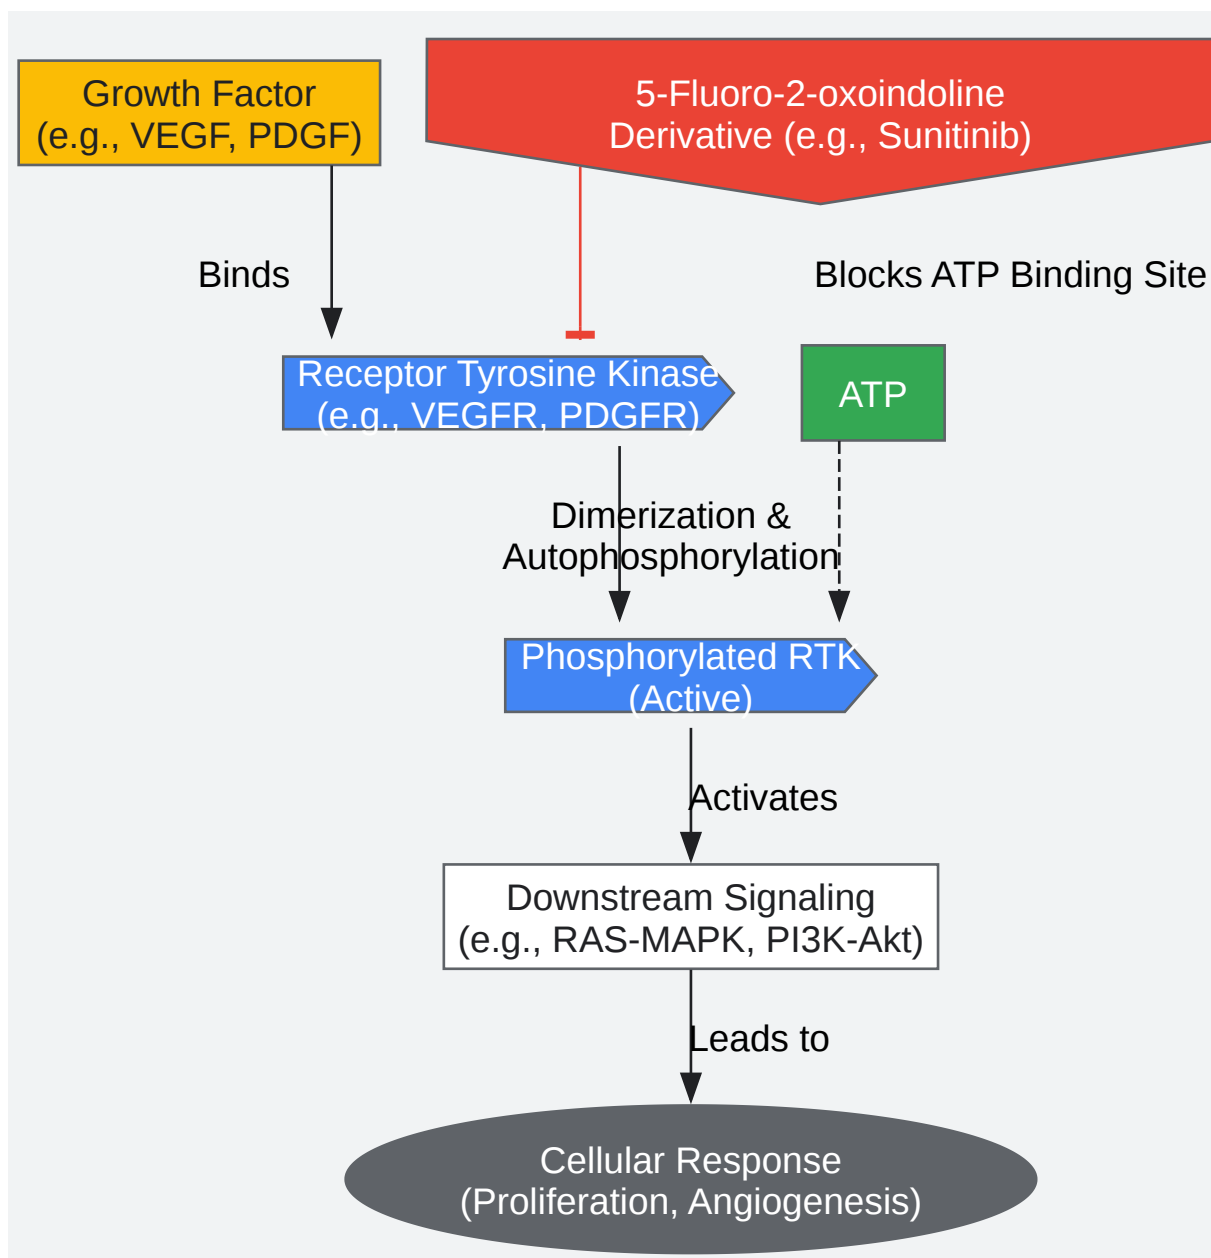 Growth Factor
(e.g., VEGF, PDGF)
5-Fluoro-2-oxoindoline
Derivative (e.g., Sunitinib)
Binds
Blocks ATP Binding Site
Receptor Tyrosine Kinase
(e.g., VEGFR, PDGFR)
ATP
Dimerization &
Autophosphorylation
Phosphorylated RTK
(Active)
Activates
Downstream Signaling
(e.g., RAS-MAPK, PI3K-Akt)
Leads to
Cellular Response
(Proliferation, Angiogenesis)